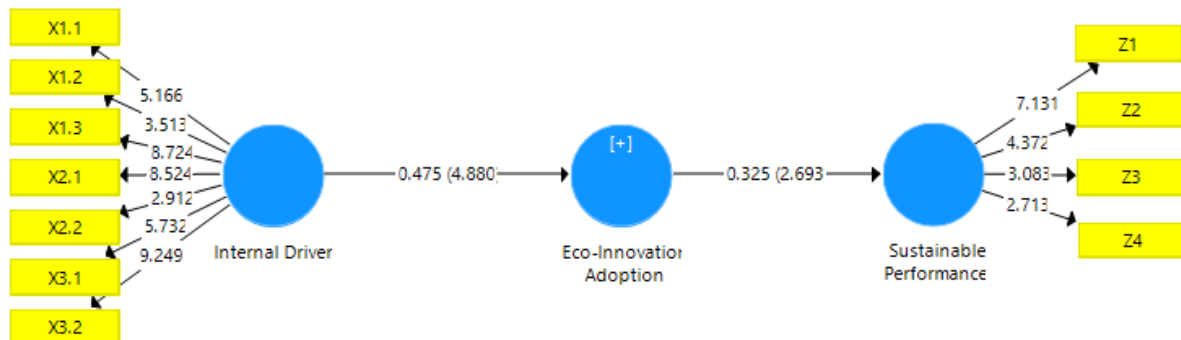 X1.1
X1.2
X1.3
X2.1
X2.2
X3.1
X3.2
5.166
3.513
8.724
8.524
2.912
5.732
9.249
Internal Driver
0.475 (4.880)
[+]
Eco-Innovation
Adoption
0.325 (2.693
Sustainable
Performance
7.131
4.372
3.083
2.713
Z1
Z2
Z3
Z4